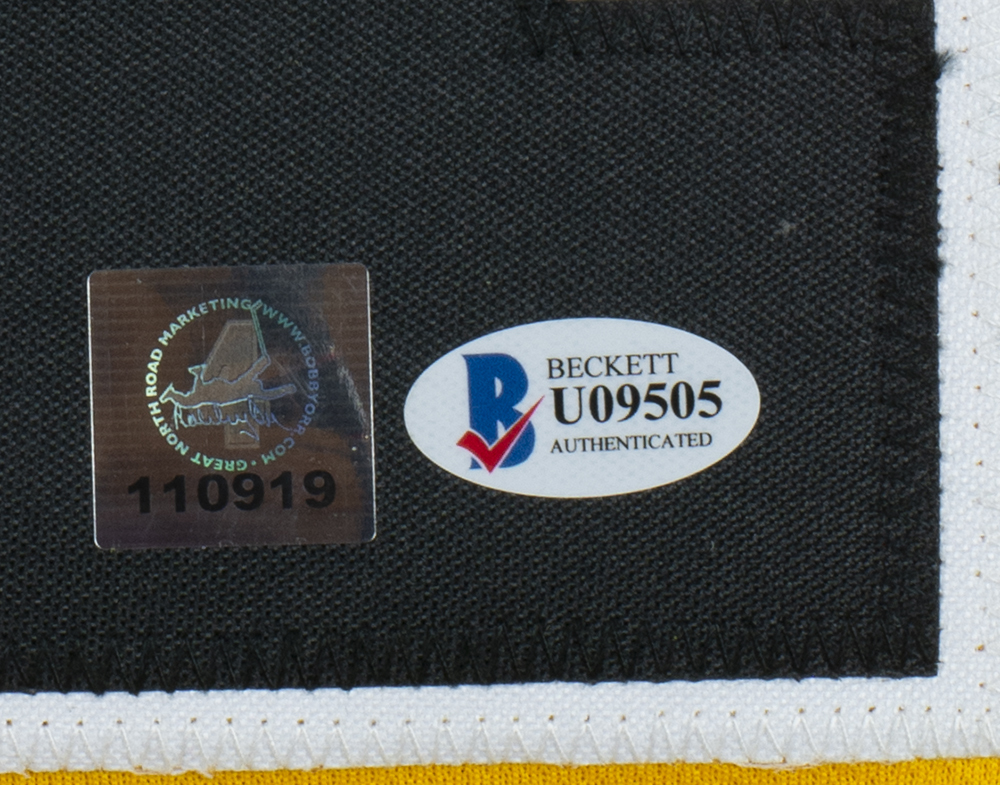 GREAT NORTH ROAD MARKETING//WWW.BOBBYORR.COM •
110919
BECKETT
U09505
AUTHENTICATED